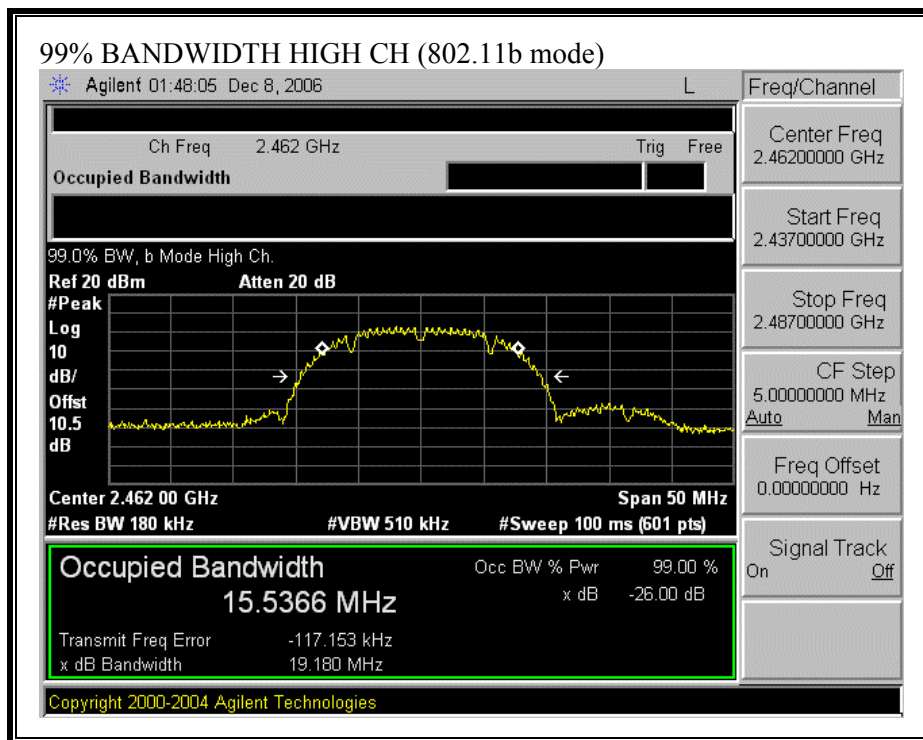 99% BANDWIDTH HIGH CH (802.11b mode)
Agilent 01:48:05 Dec 8, 2006 L
Freq/Channel
Ch Freq 2.462 GHz Trig Free
Occupied Bandwidth
Center Freq
2.46200000 GHz
Start Freq
2.43700000 GHz
Stop Freq
2.48700000 GHz
CF Step
5.00000000 MHz
Auto Man
Freq Offset
0.00000000 Hz
Signal Track
On Off
99.0% BW, b Mode High Ch.
Ref 20 dBm Atten 20 dB
#Peak
Log
10
dB/
Offst
10.5
dB
Center 2.462 00 GHz Span 50 MHz
#Res BW 180 kHz #VBW 510 kHz #Sweep 100 ms (601 pts)
Occupied Bandwidth Occ BW % Pwr 99.00 %
15.5366 MHz x dB -26.00 dB
Transmit Freq Error -117.153 kHz
x dB Bandwidth 19.180 MHz
Copyright 2000-2004 Agilent Technologies